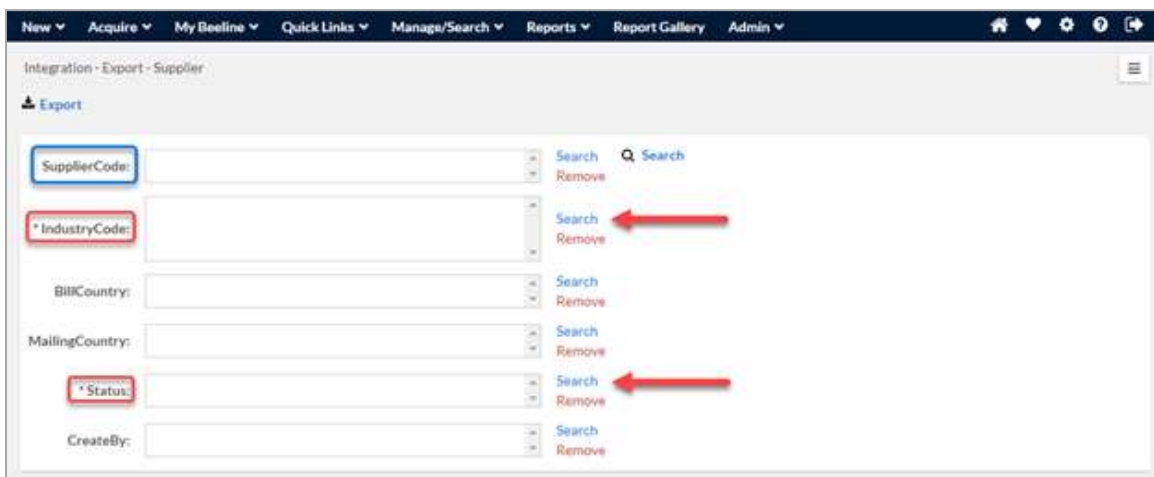 New Acquire My Beeline Quick Links Manage/Search Reports Report Gallery Admin
Integration - Export - Supplier
Export
SupplierCode: Search Search
Remove
* IndustryCode: Search
Remove
BillCountry: Search
Remove
MailingCountry: Search
Remove
* Status: Search
Remove
CreateBy: Search
Remove